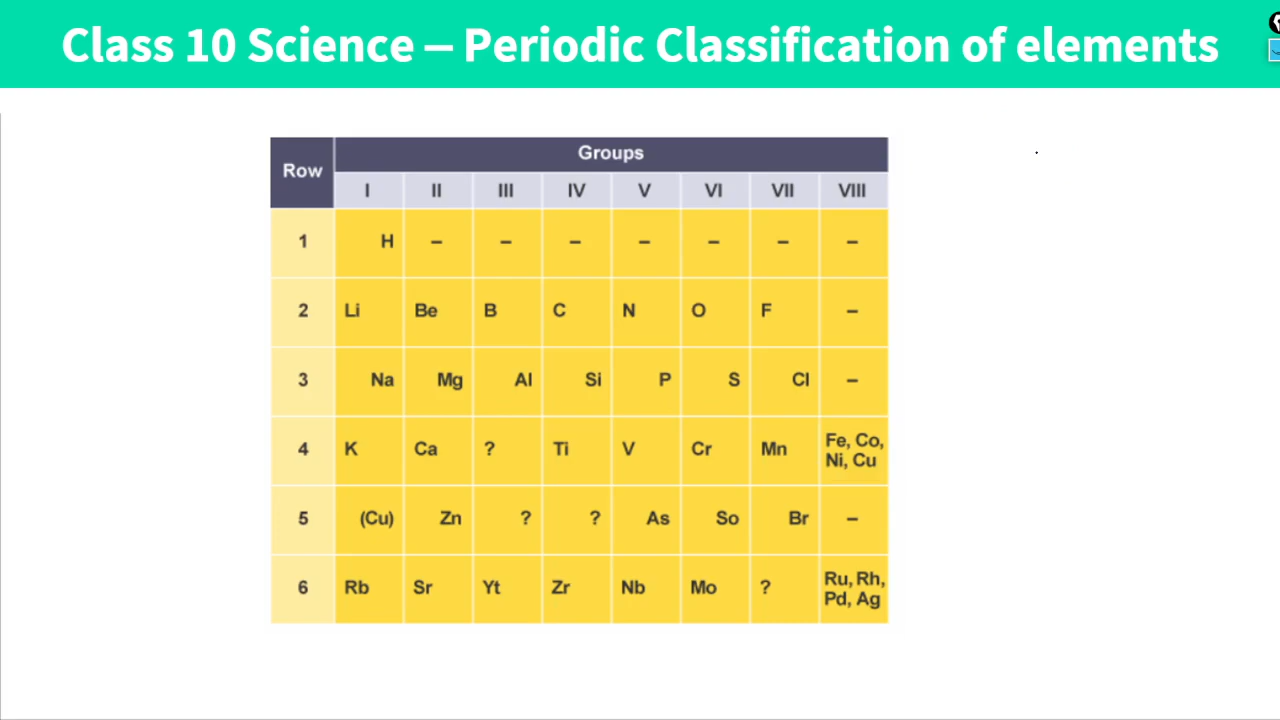 Class 10 Science – Periodic Classification of elements
Row Groups
I II III IV V VI VII VIII
1 H – – – – – – –
2 Li Be B C N O F –
3 Na Mg Al Si P S Cl –
4 K Ca ? Ti V Cr Mn Fe, Co, Ni, Cu
5 (Cu) Zn ? ? As So Br –
6 Rb Sr Yt Zr Nb Mo ? Ru, Rh, Pd, Ag